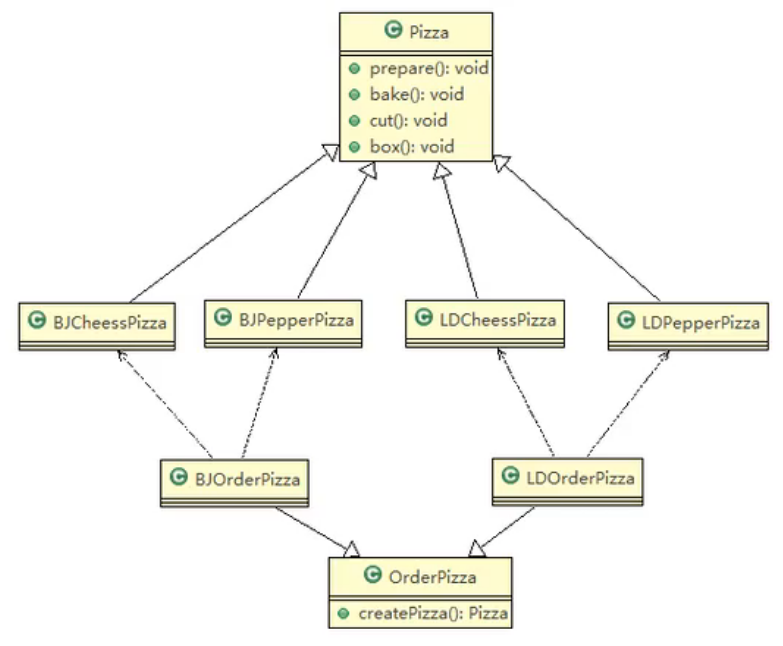 Pizza
prepare(): void
bake(): void
cut(): void
box(): void
BJCheessPizza
BJPepperPizza
LDCheessPizza
LDPepperPizza
BJOrderPizza
LDOrderPizza
OrderPizza
createPizza(): Pizza